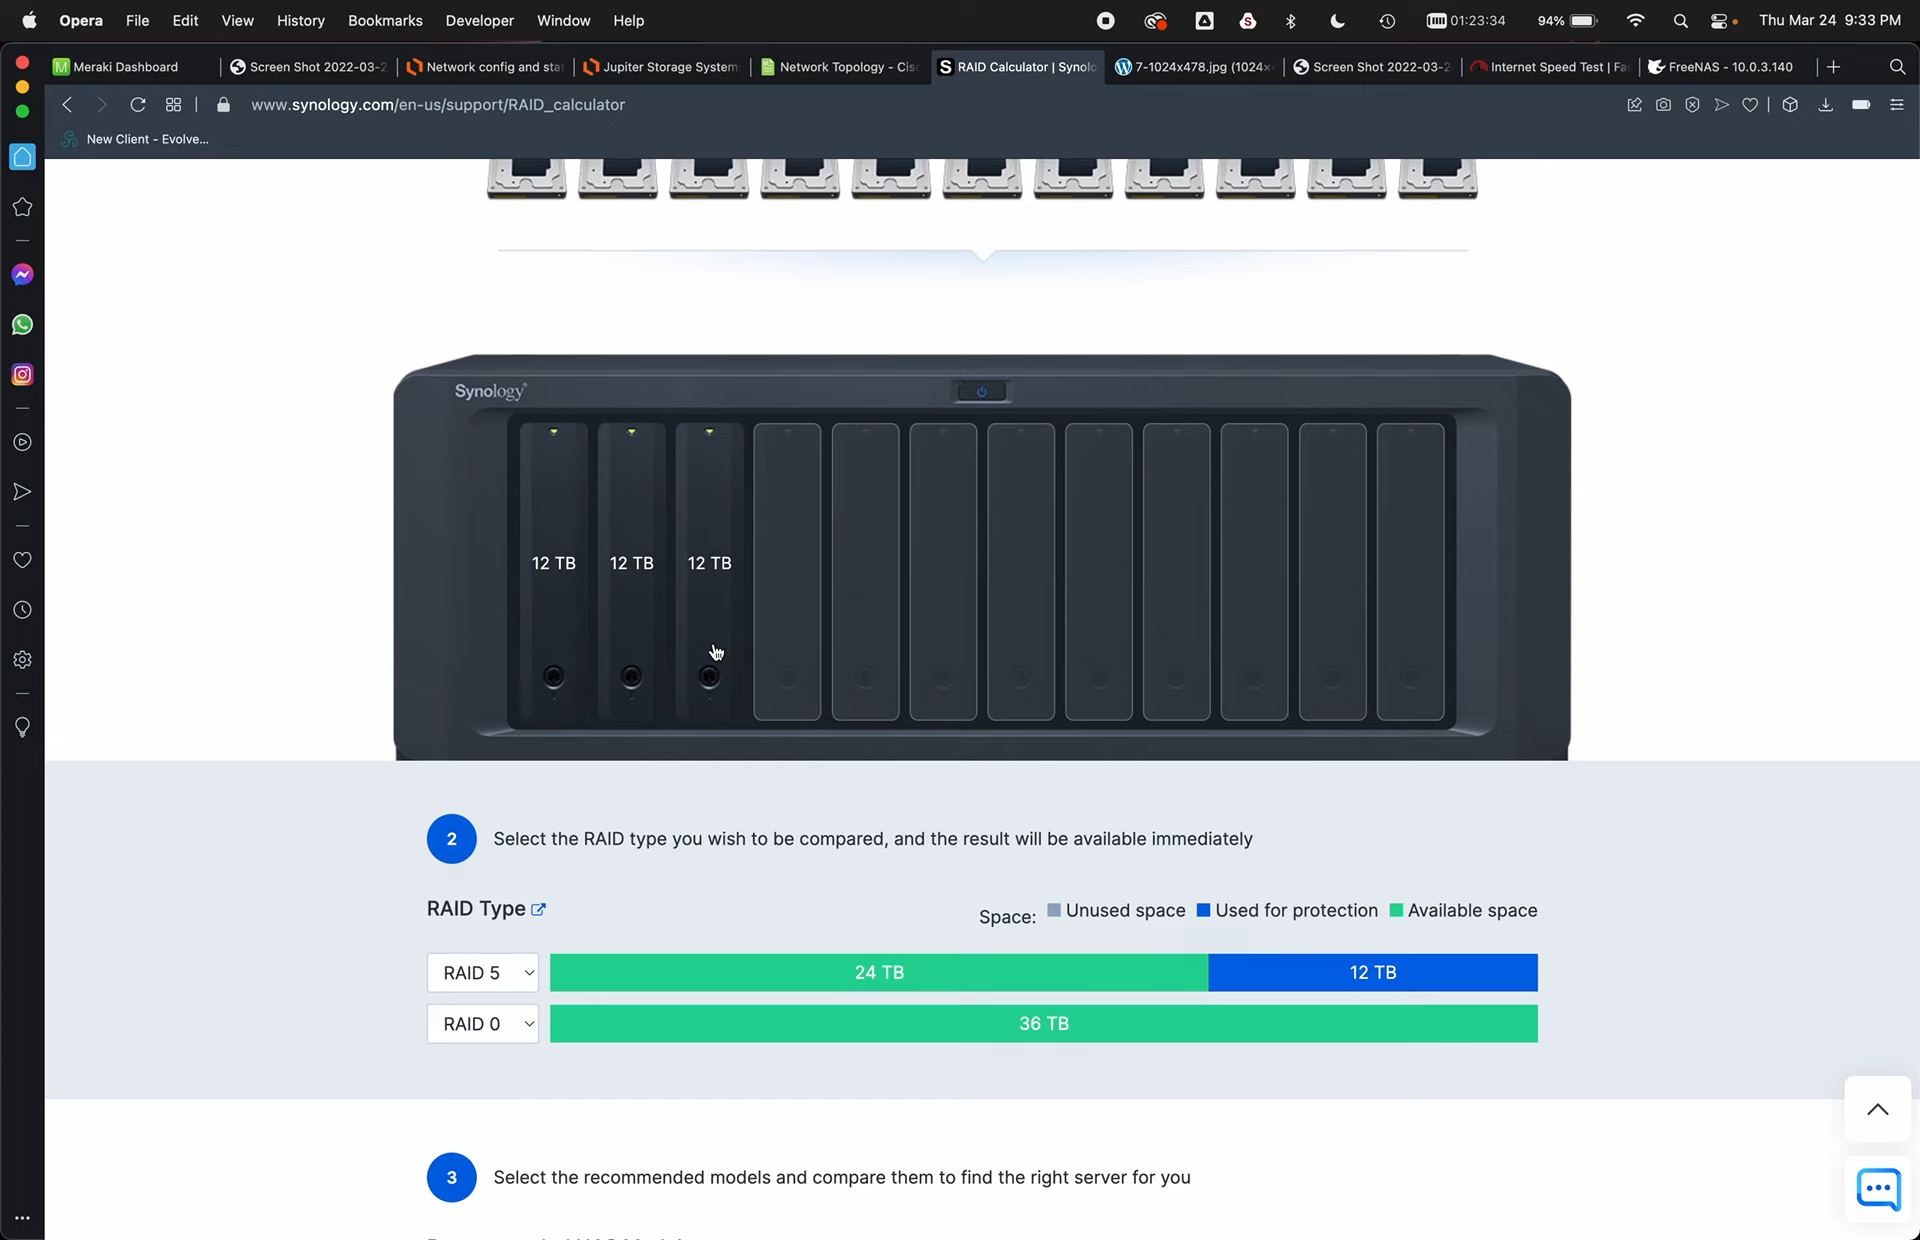 Opera File Edit View History Bookmarks Developer Window Help 01:23:34 94% Thu Mar 24 9:33 PM
Meraki Dashboard Screen Shot 2022-03-2 Network config and sta Jupiter Storage System Network Topology - Cis RAID Calculator | Synolo 7-1024x478.jpg (1024× Screen Shot 2022-03-2 Internet Speed Test | Fa FreeNAS - 10.0.3.140
www.synology.com/en-us/support/RAID_calculator
New Client - Evolve...
Synology
12 TB 12 TB 12 TB
2 Select the RAID type you wish to be compared, and the result will be available immediately
RAID Type
Space: Unused space Used for protection Available space
RAID 5 24 TB 12 TB
RAID 0 36 TB
3 Select the recommended models and compare them to find the right server for you